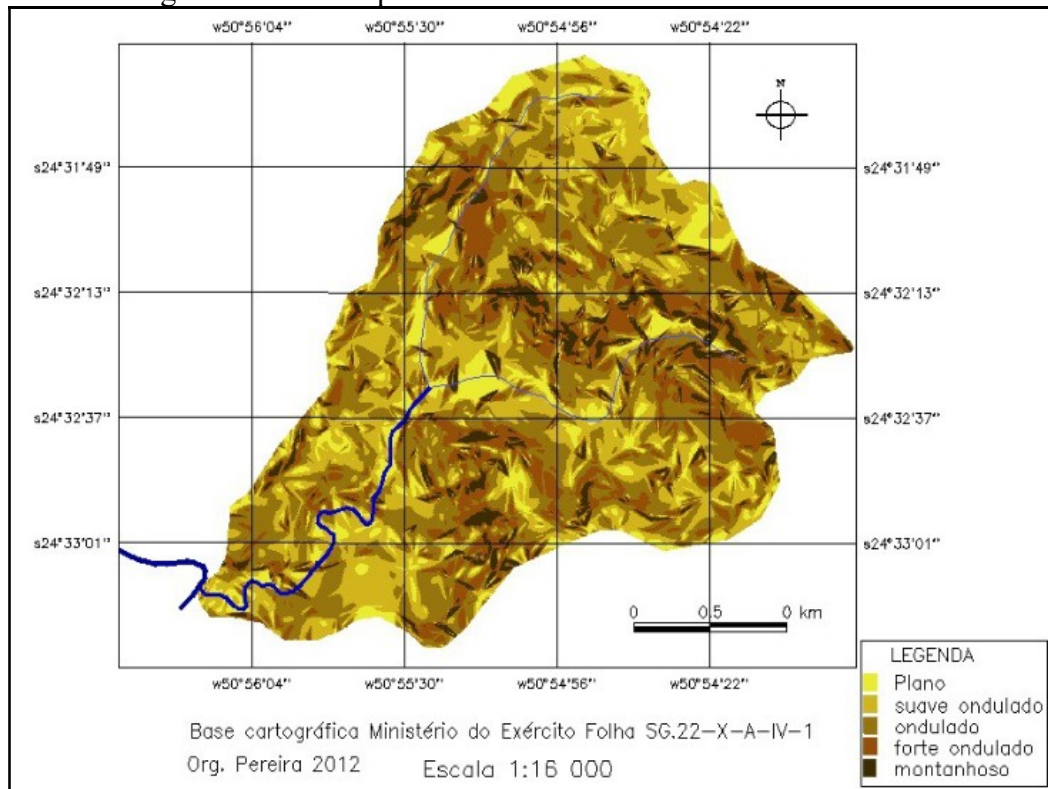 w50°56'04" w50°55'30" w50°54'56" w50°54'22"
N
s24°31'49" s24°31'49"
s24°32'13" s24°32'13"
s24°32'37" s24°32'37"
s24°33'01" s24°33'01"
0 0.5 0 km
w50°56'04" w50°55'30" w50°54'56" w50°54'22"
LEGENDA
Plano
suave ondulado
ondulado
forte ondulado
montanhoso
Base cartográfica Ministério do Exército Folha SG.22-X-A-IV-1
Org. Pereira 2012 Escala 1:16 000